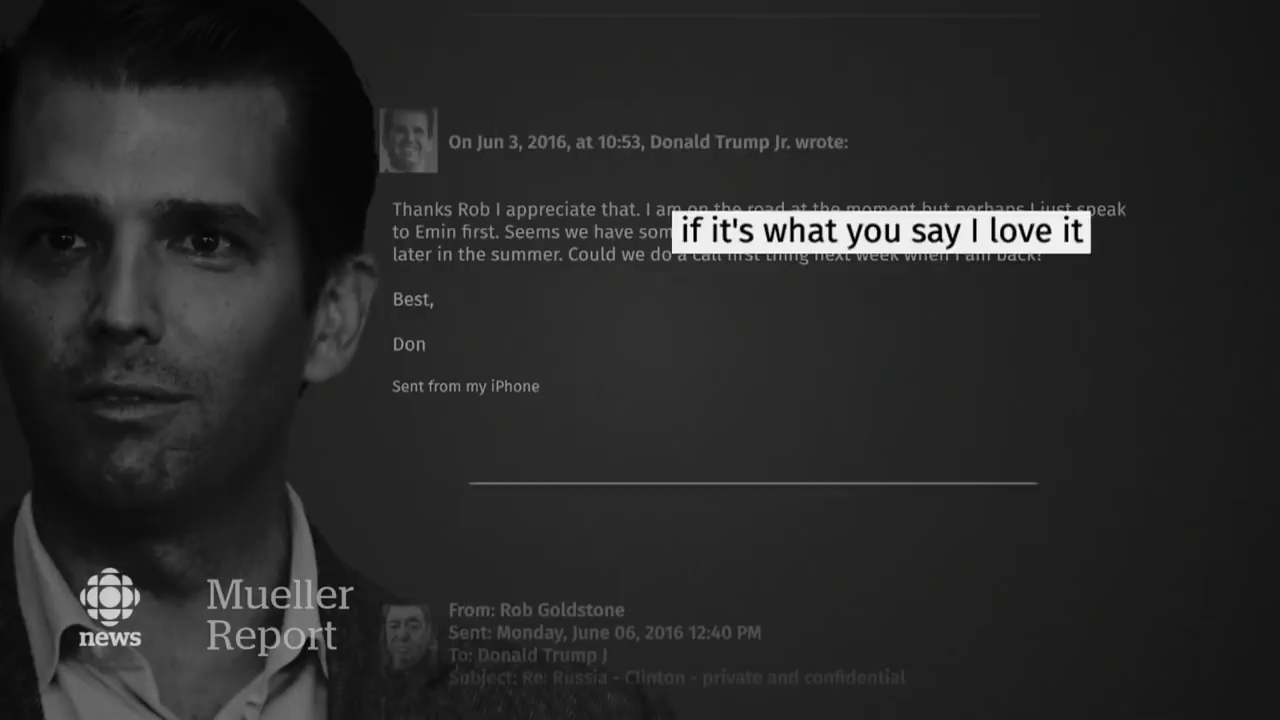 On Jun 3, 2016, at 10:53, Donald Trump Jr. wrote:
Thanks Rob I appreciate that. I am on the road at the moment but perhaps I just speak
to Emin first. Seems we have som
if it's what you say I love it
later in the summer. Could we do a call first thing next week when I am back?
Best,
Don
Sent from my iPhone
From: Rob Goldstone
Sent: Monday, June 06, 2016 12:40 PM
To: Donald Trump J
Subject: Re: Russia - Clinton - private and confidential
news
Mueller
Report